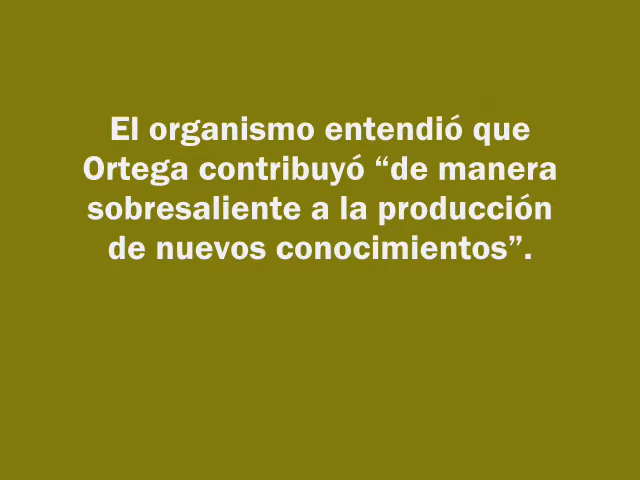 El organismo entendió que
Ortega contribuyó “de manera
sobresaliente a la producción
de nuevos conocimientos”.